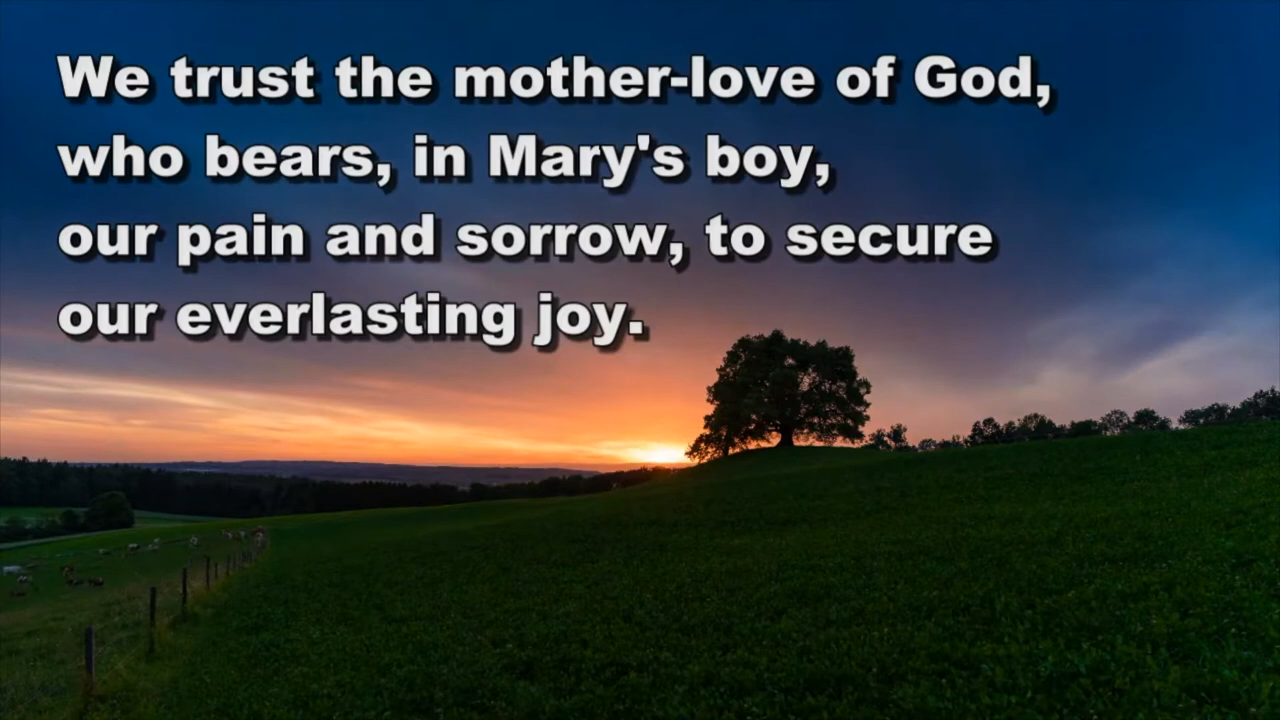 We trust the mother-love of God,
who bears, in Mary's boy,
our pain and sorrow, to secure
our everlasting joy.